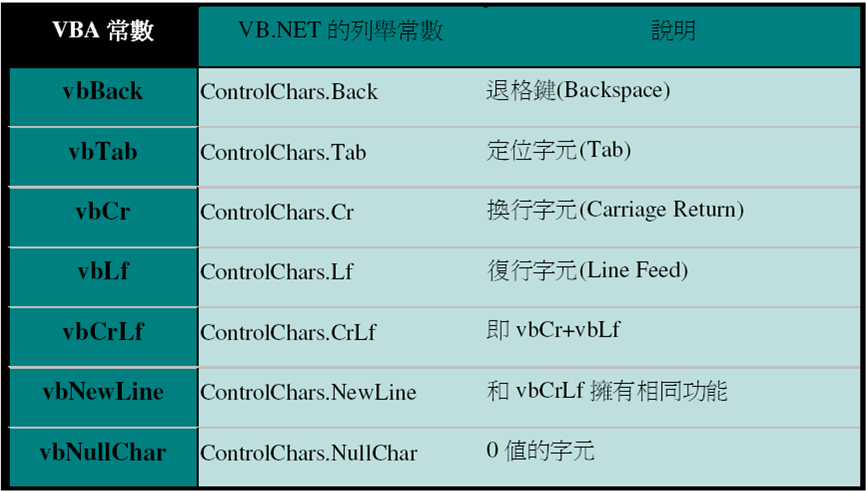 VBA 常數 VB.NET 的列舉常數 說明
vbBack ControlChars.Back 退格鍵(Backspace)
vbTab ControlChars.Tab 定位字元(Tab)
vbCr ControlChars.Cr 換行字元(Carriage Return)
vbLf ControlChars.Lf 復行字元(Line Feed)
vbCrLf ControlChars.CrLf 即 vbCr+vbLf
vbNewLine ControlChars.NewLine 和 vbCrLf 擁有相同功能
vbNullChar ControlChars.NullChar 0 值的字元